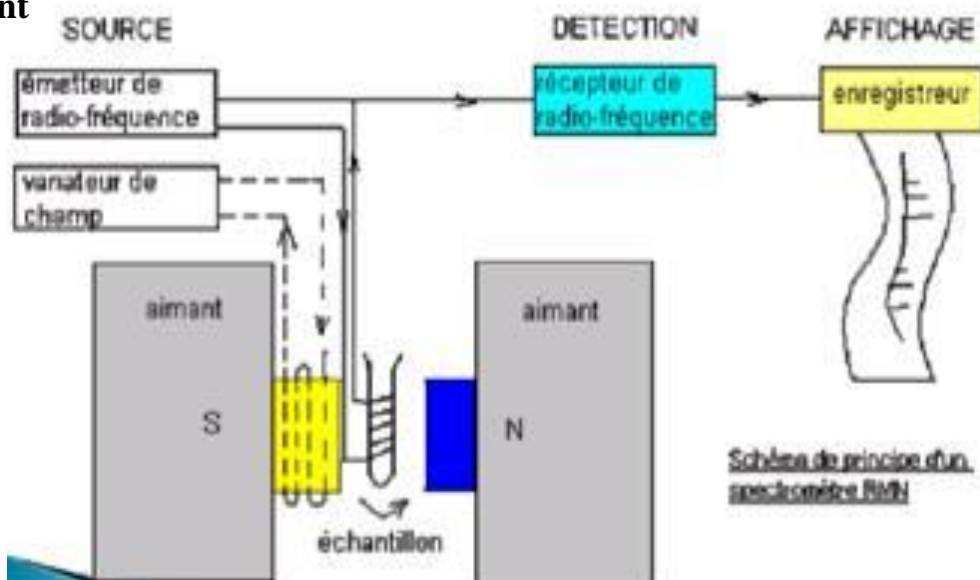 nt
SOURCE
DETECTION
AFFICHAGE
émetteur de
radio-fréquence
récepteur de
radio-fréquence
enregistreur
variateur de
champ
aimant
aimant
S
N
échantillon
Schéma de principe d'un
spectromètre RMN